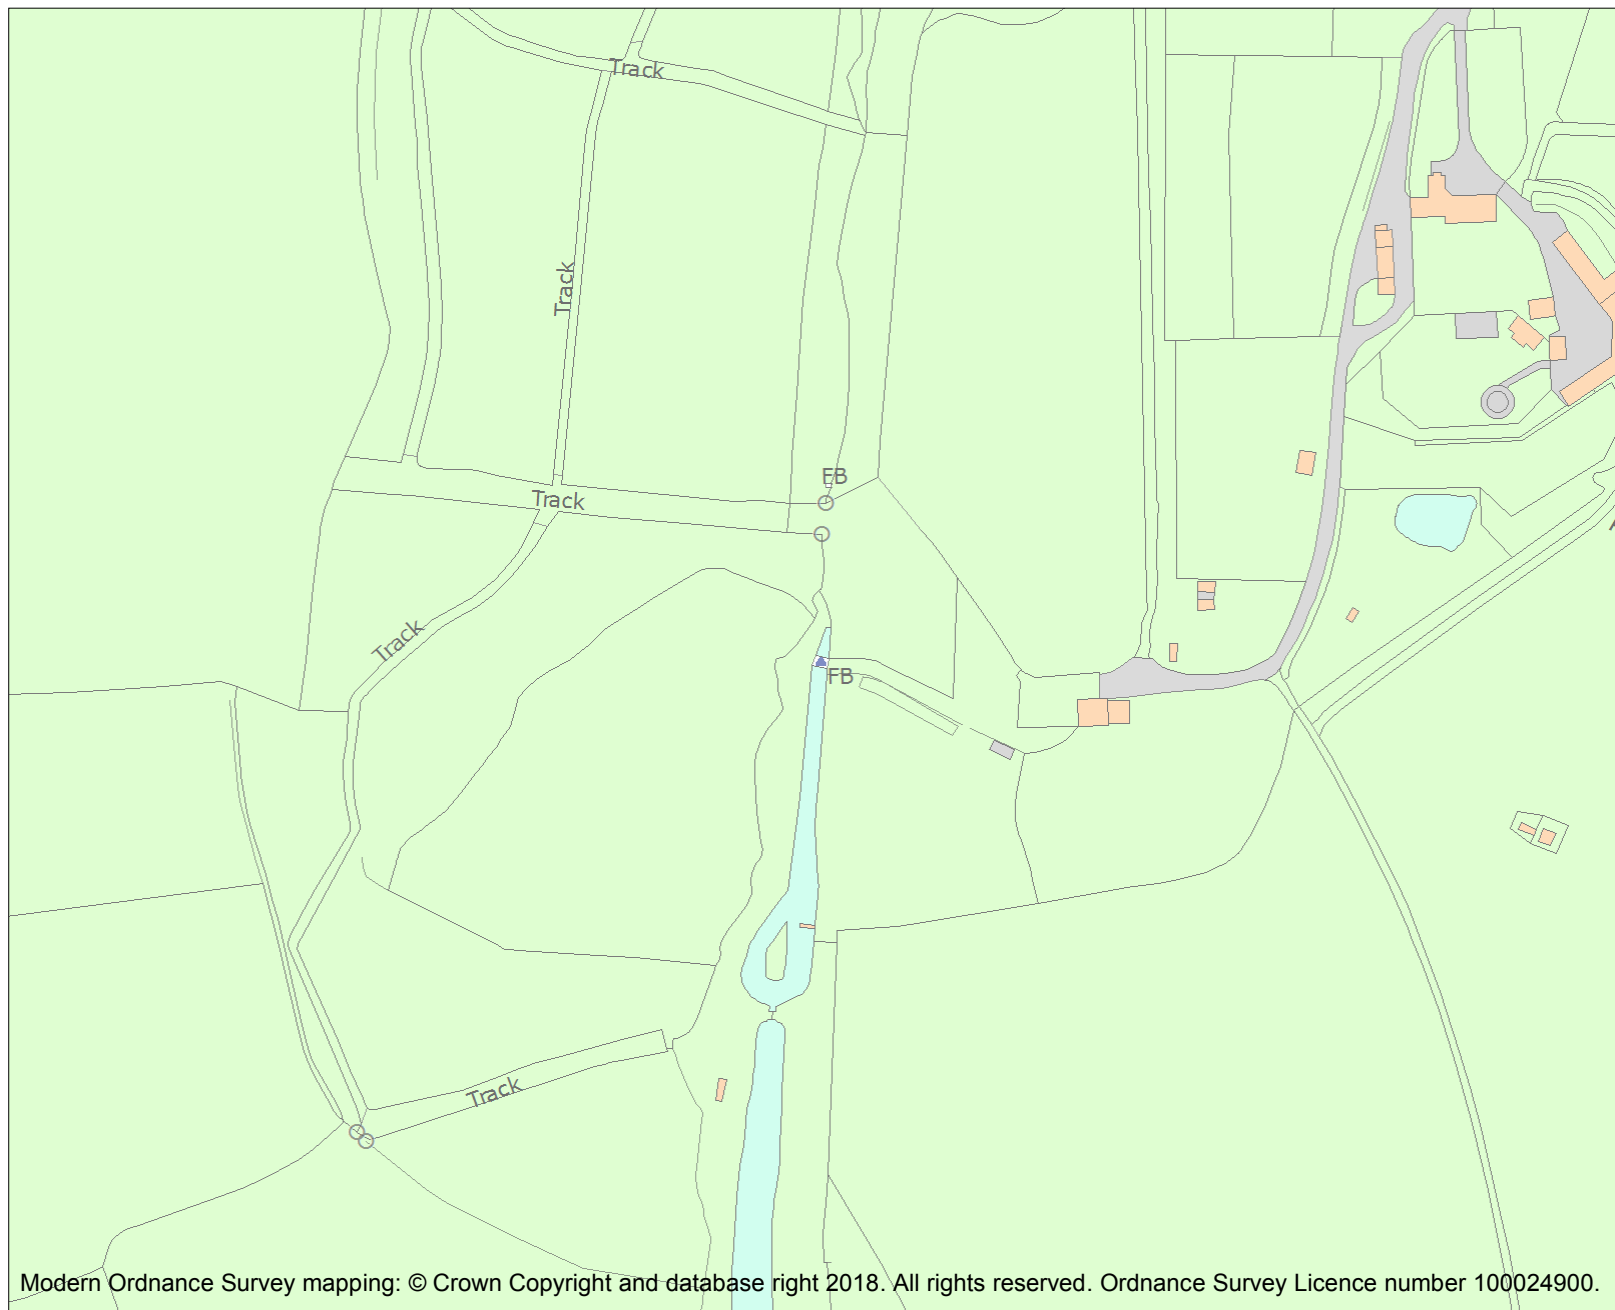 Track
Track
FB
Track
Track
FB
Track
Modern Ordnance Survey mapping: © Crown Copyright and database right 2018. All rights reserved. Ordnance Survey Licence number 100024900.